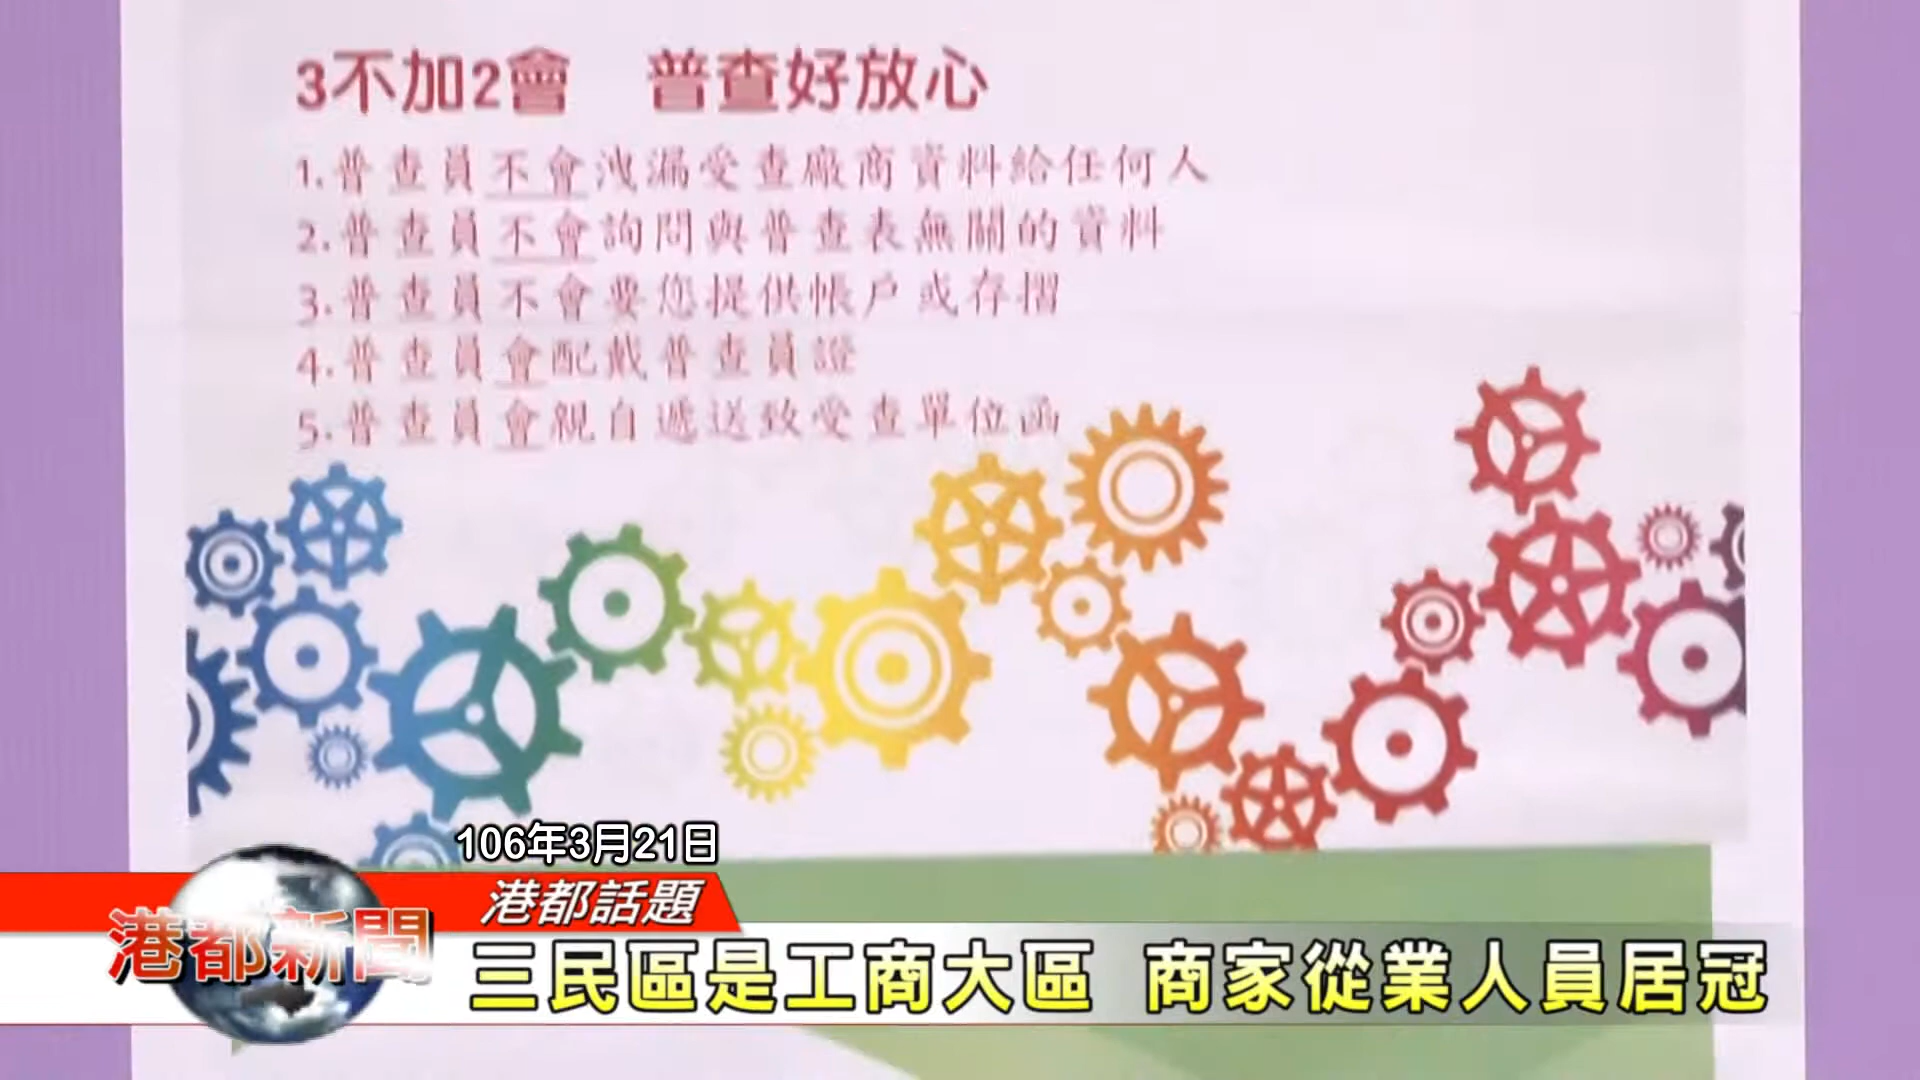 3不加2會 普查好放心
1.普查員不會洩漏受查廠商資料給任何人
2.普查員不會詢問與普查表無關的資料
3.普查員不會要您提供帳戶或存摺
4.普查員會配戴普查員證
5.普查員會親自遞送致受查單位函
106年3月21日
港都話題
港都新聞
三民區是工商大區 商家從業人員居冠